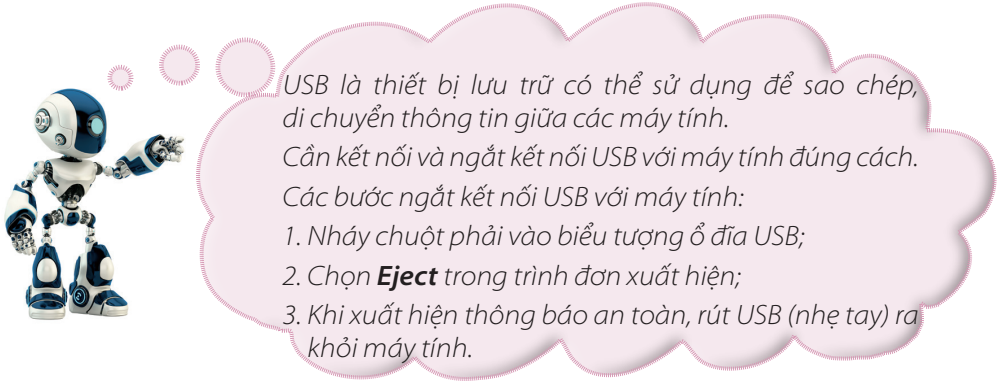 USB là thiết bị lưu trữ có thể sử dụng để sao chép,
di chuyển thông tin giữa các máy tính.
Cần kết nối và ngắt kết nối USB với máy tính đúng cách.
Các bước ngắt kết nối USB với máy tính:
1. Nháy chuột phải vào biểu tượng ổ đĩa USB;
2. Chọn Eject trong trình đơn xuất hiện;
3. Khi xuất hiện thông báo an toàn, rút USB (nhẹ tay) ra
khỏi máy tính.
2